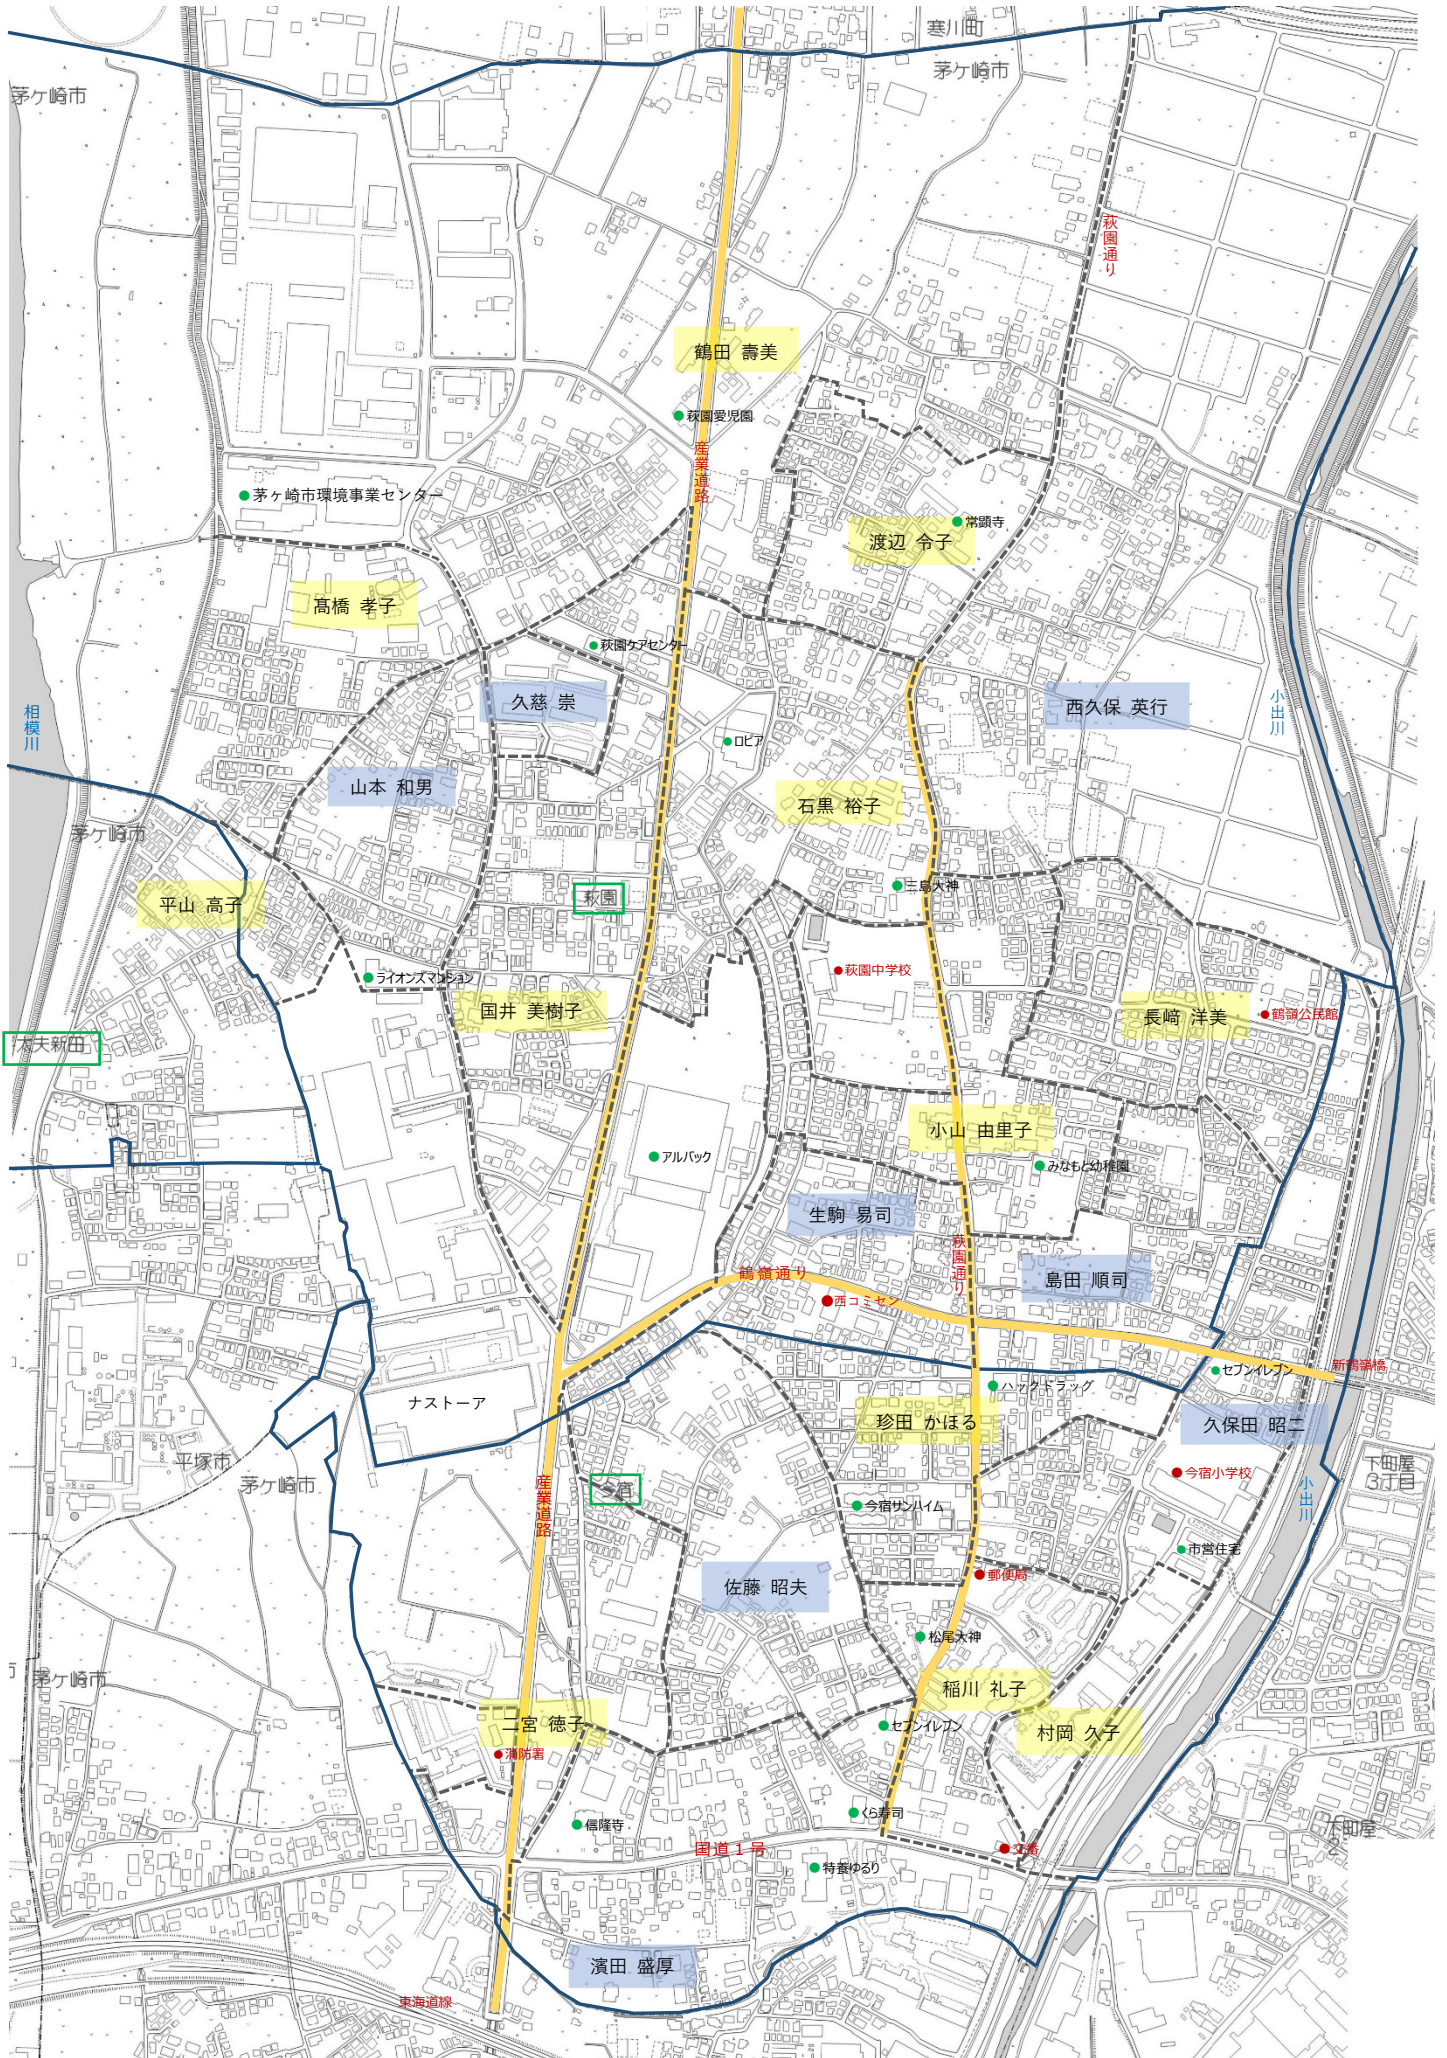 寒川町
茅ケ崎市
茅ケ崎市
萩園通り
鶴田 壽美
萩園愛児園
産業道路
茅ヶ崎市環境事業センター
常顕寺
渡辺 令子
髙橋 孝子
萩園ケアセンター
久慈 崇
西久保 英行
小出川
相模川
ロピア
山本 和男
石黒 裕子
茅ケ崎市
三島大神
萩園
平山 高子
萩園中学校
ライオンズマンション
国井 美樹子
長﨑 洋美
鶴嶺公民館
大夫新田
小山 由里子
アルバック
みなもと幼稚園
生駒 易司
萩園通り
鶴嶺通り
島田 順司
西コミセン
新鶴嶺橋
セブンイレブン
ハックドラッグ
ナストーア
珍田 かほる
久保田 昭二
平塚市
茅ケ崎市
下町屋
3丁目
今宿小学校
今宿
産業道路
今宿サンハイム
小出川
市営住宅
郵便局
佐藤 昭夫
松尾大神
茅ケ崎市
稲川 礼子
二宮 徳子
セブンイレブン
村岡 久子
消防署
くら寿司
信隆寺
下町屋
2
国道１号
交番
特養ゆるり
濱田 盛厚
東海道線